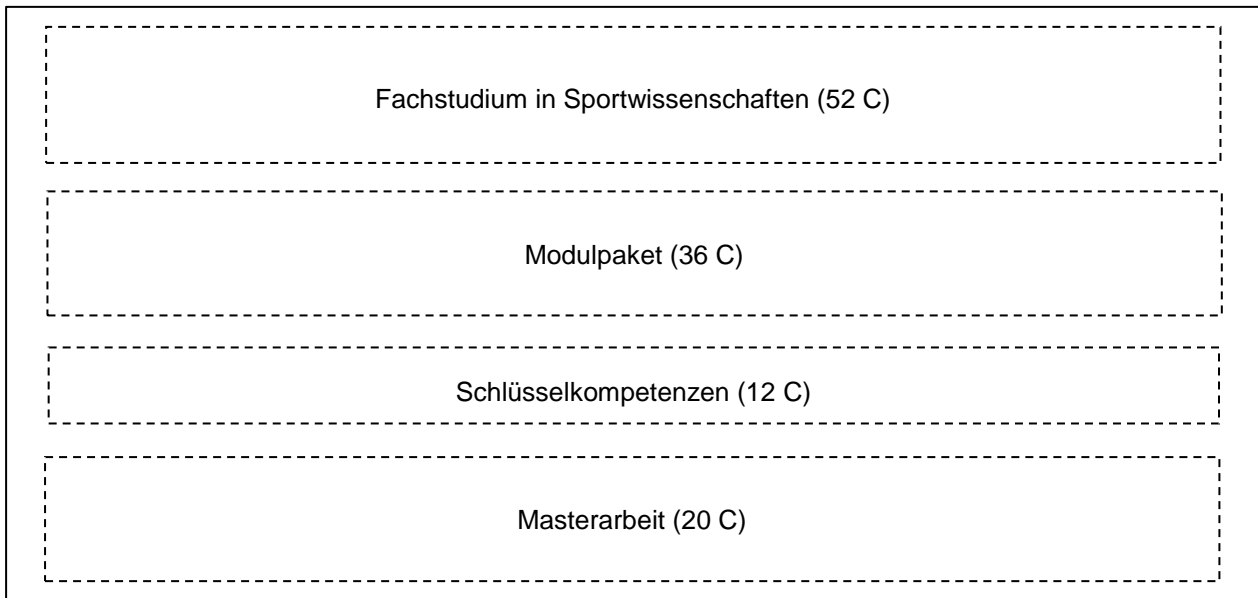 Fachstudium in Sportwissenschaften (52 C)
Modulpaket (36 C)
Schlüsselkompetenzen (12 C)
Masterarbeit (20 C)